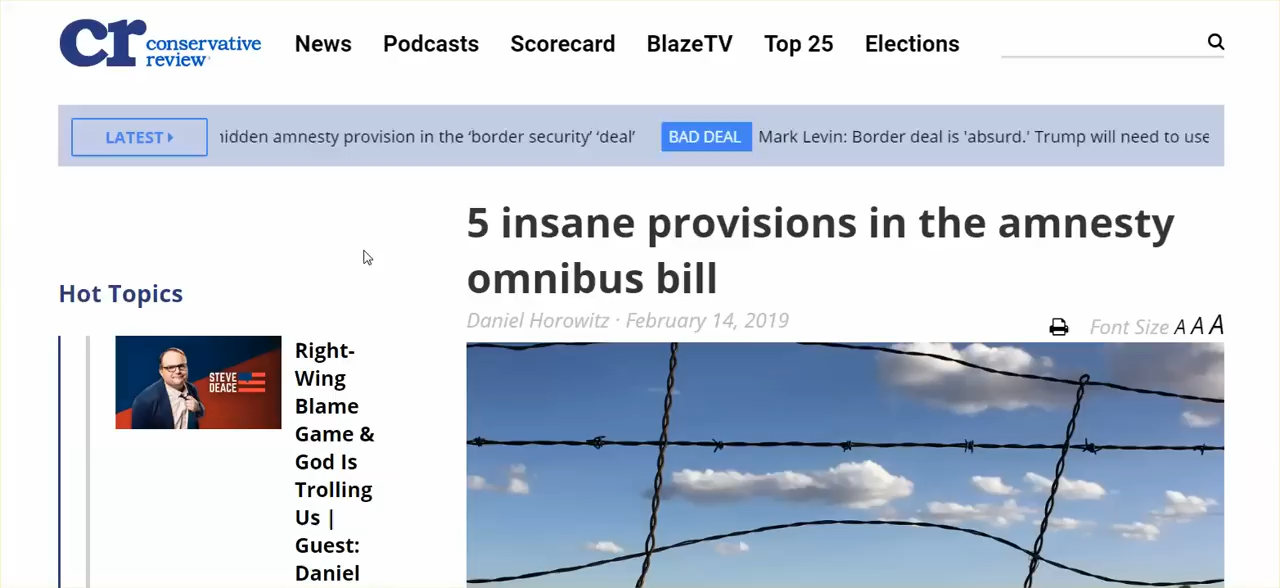 cr conservative review
News Podcasts Scorecard BlazeTV Top 25 Elections
LATEST hidden amnesty provision in the ‘border security’ ‘deal’ BAD DEAL Mark Levin: Border deal is 'absurd.' Trump will need to use
5 insane provisions in the amnesty
omnibus bill
Daniel Horowitz · February 14, 2019
Font Size A A A
Hot Topics
STEVE
DEACE
Right-
Wing
Blame
Game &
God Is
Trolling
Us |
Guest:
Daniel